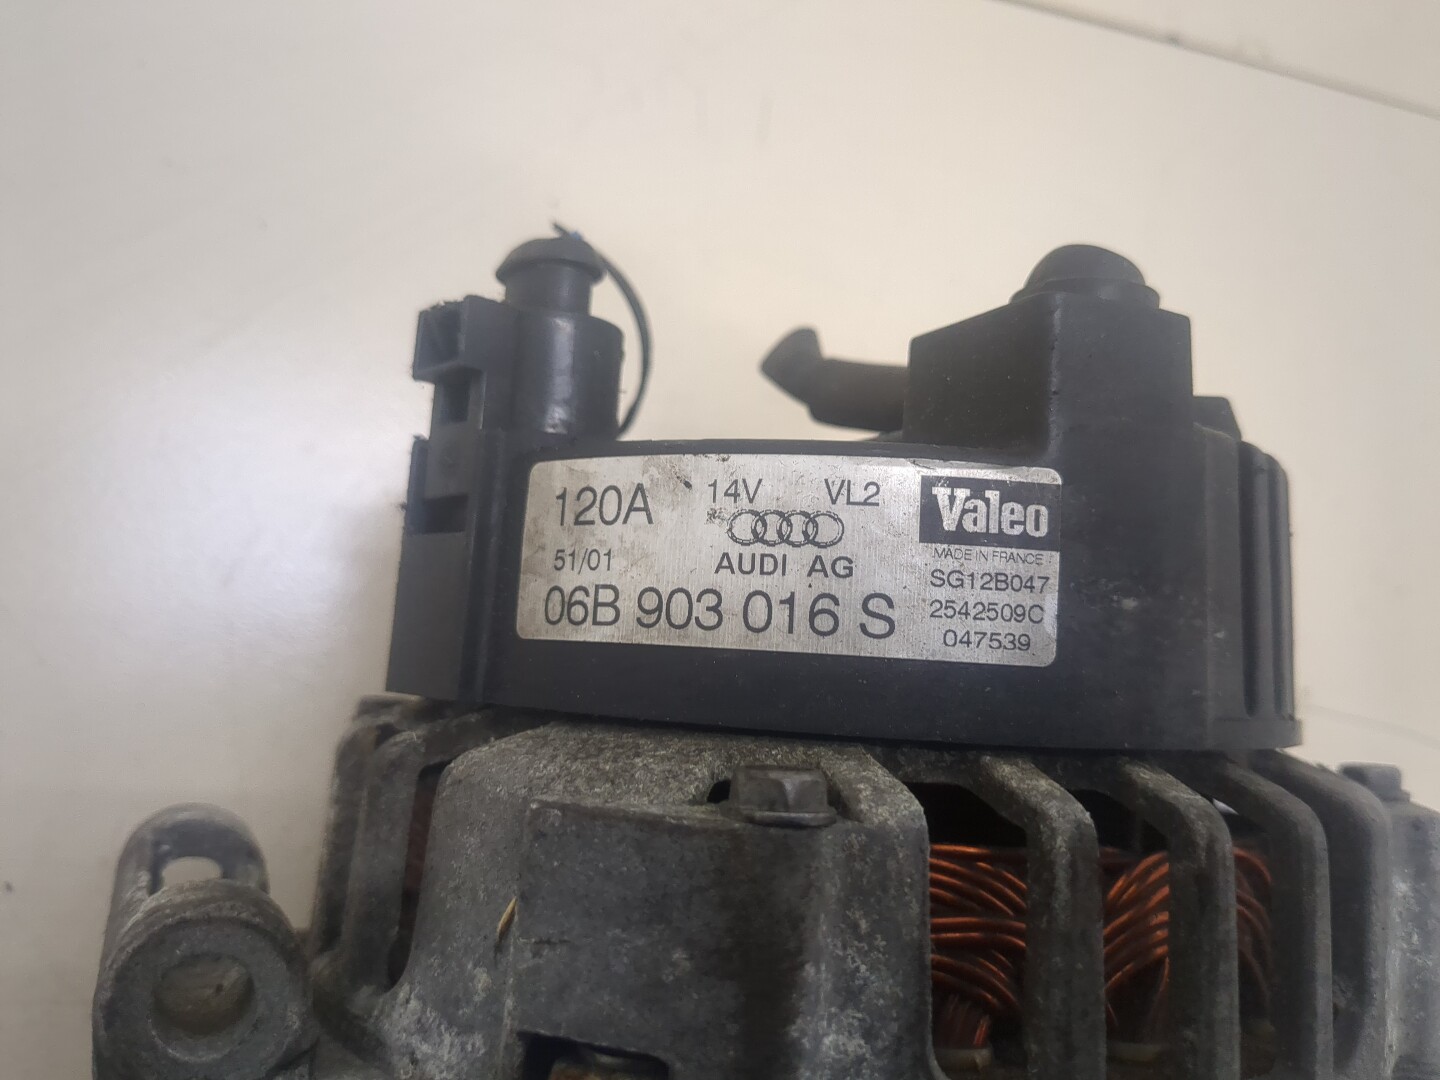 120A 14V VL2
51/01 AUDI AG
06B 903 016 S
Valeo
MADE IN FRANCE
SG12B047
2542509C
047539